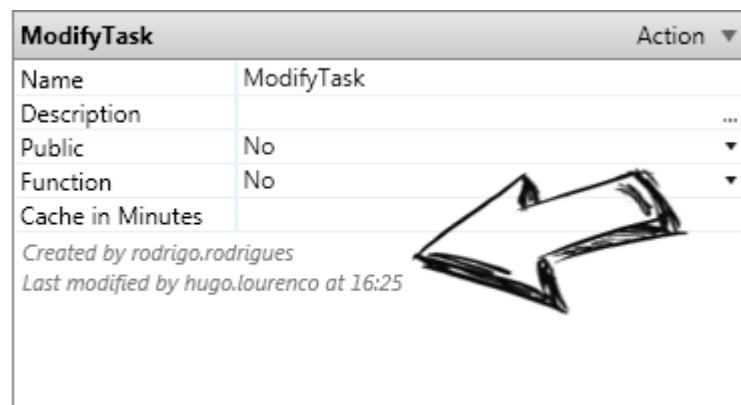 ModifyTask Action
Name ModifyTask
Description ...
Public No
Function No
Cache in Minutes
Created by rodrigo.rodrigues
Last modified by hugo.lourenco at 16:25